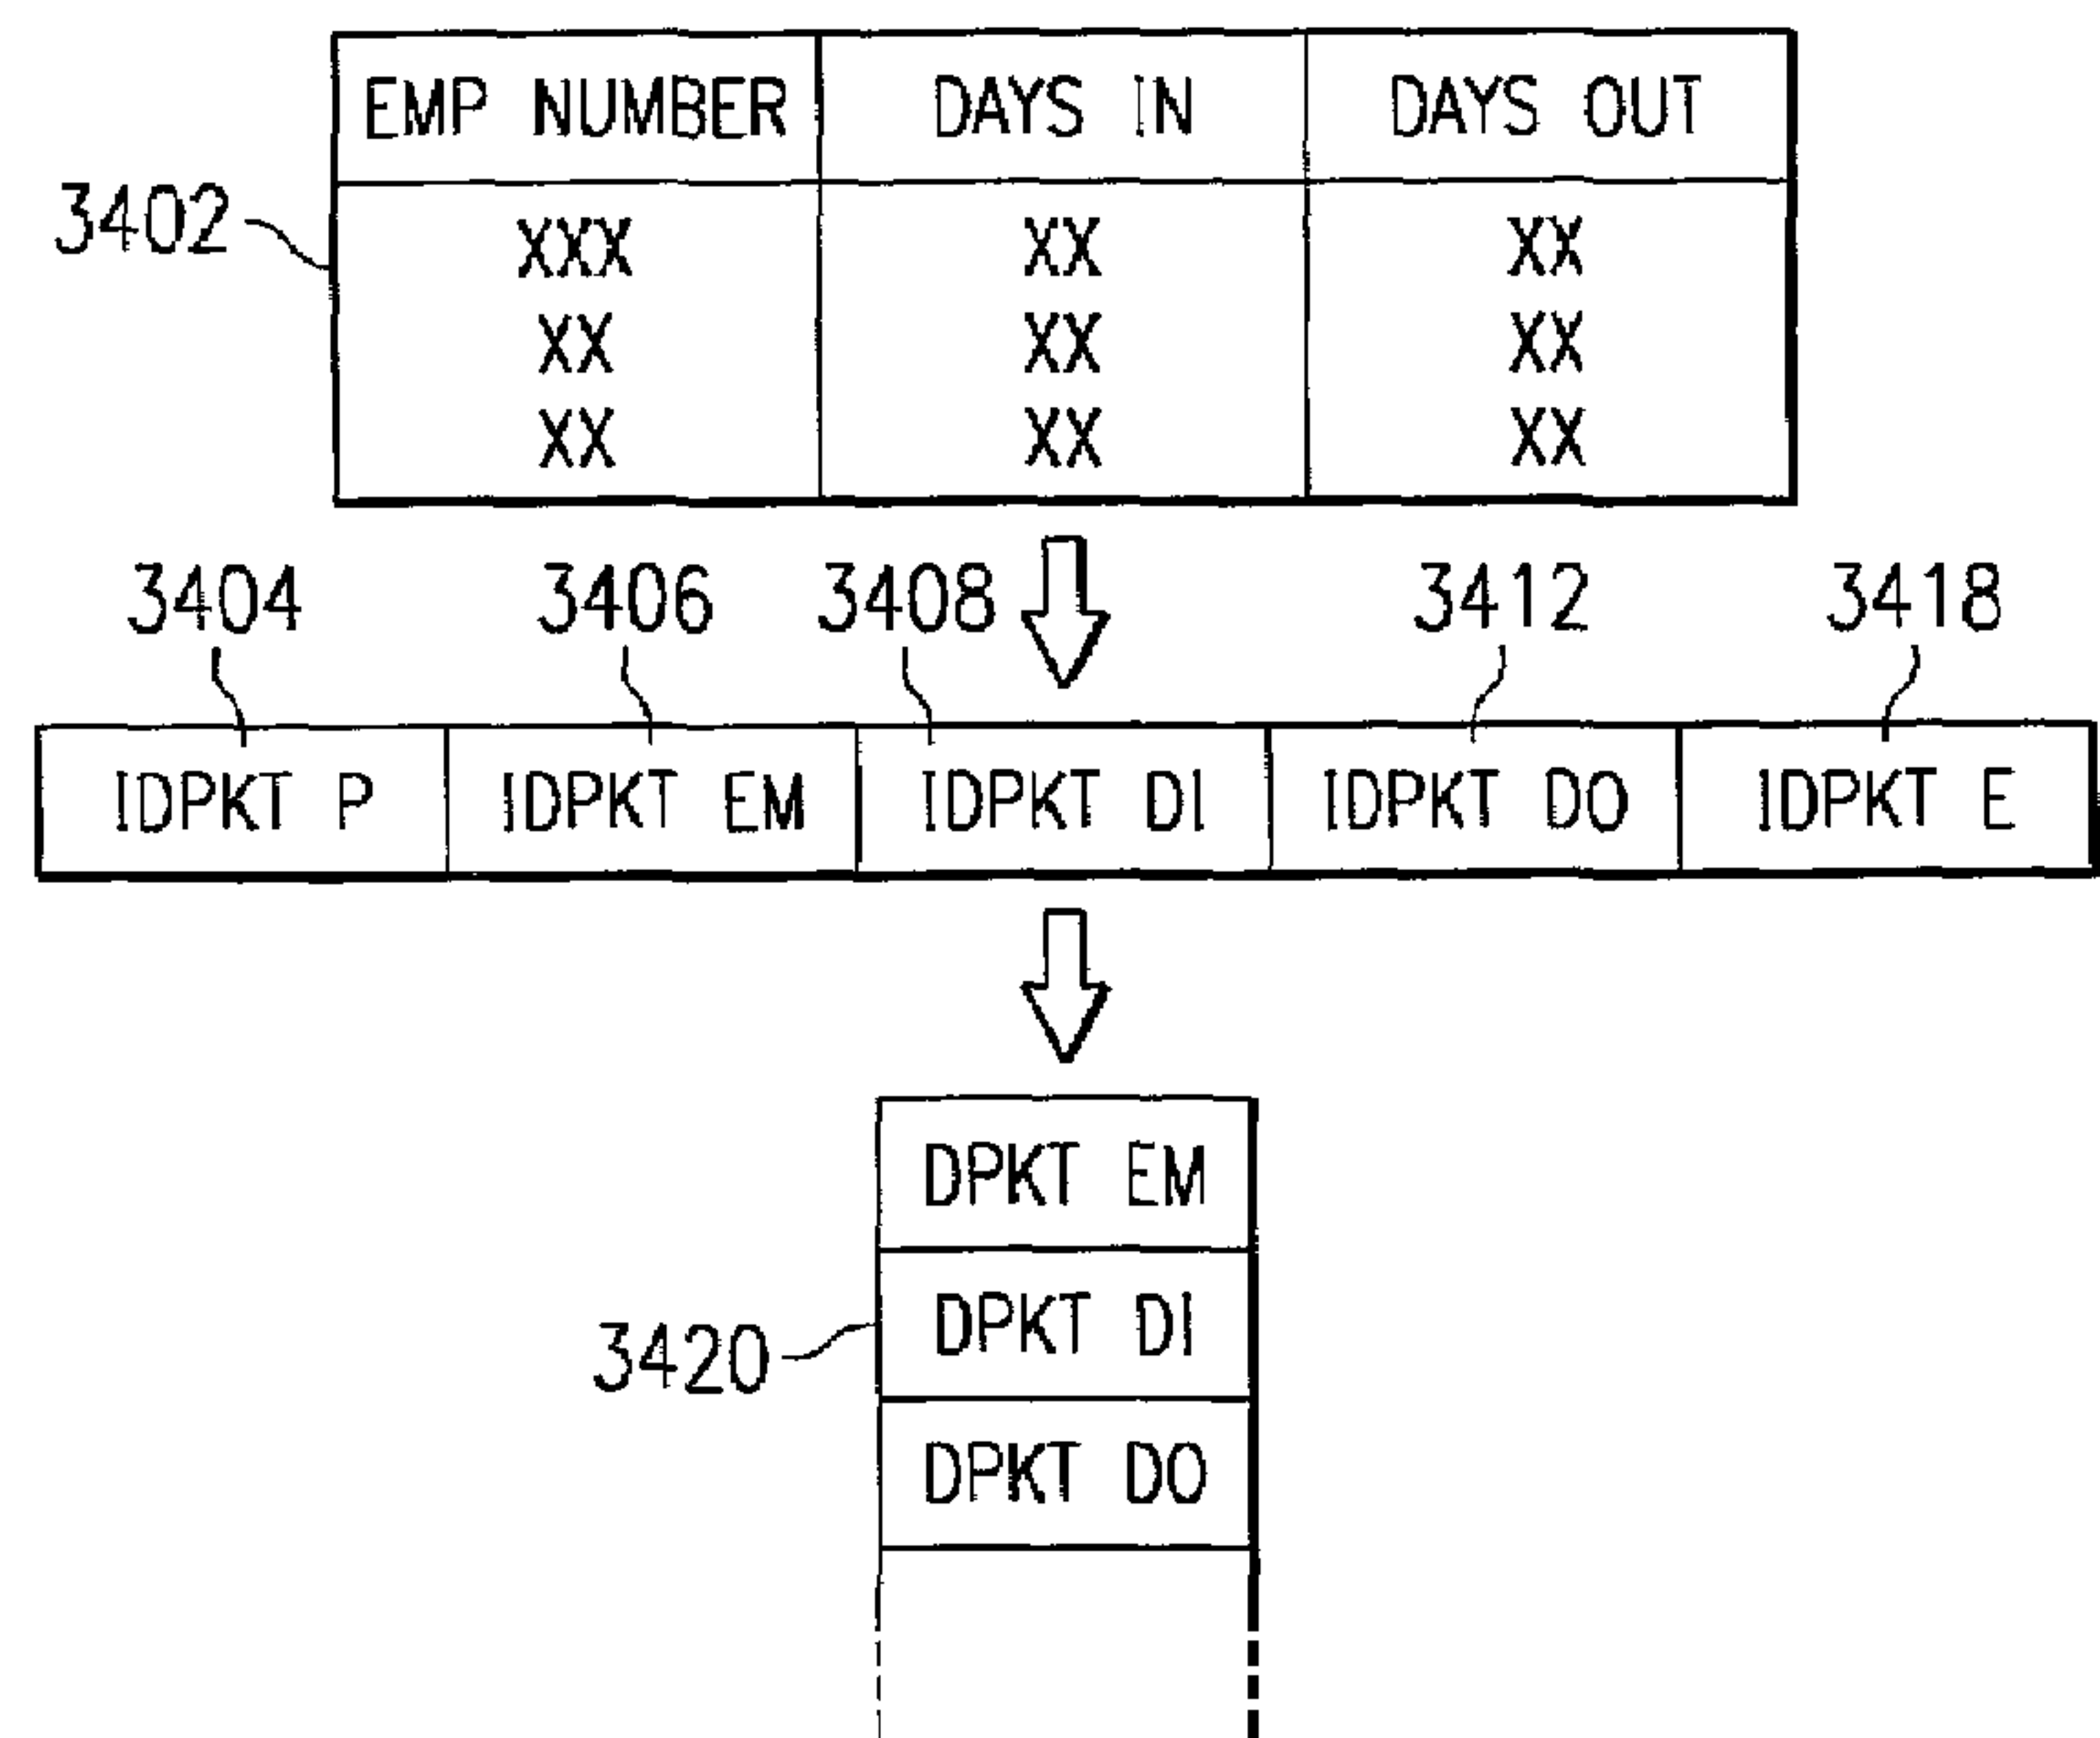 EMP NUMBER DAYS IN DAYS OUT
3402
XXX XX XX
XX XX XX
XX XX XX
3404 3406 3408 3412 3418
IDPKT P IDPKT EM IDPKT DI IDPKT DO IDPKT E
DPKT EM
DPKT DI
3420
DPKT DO